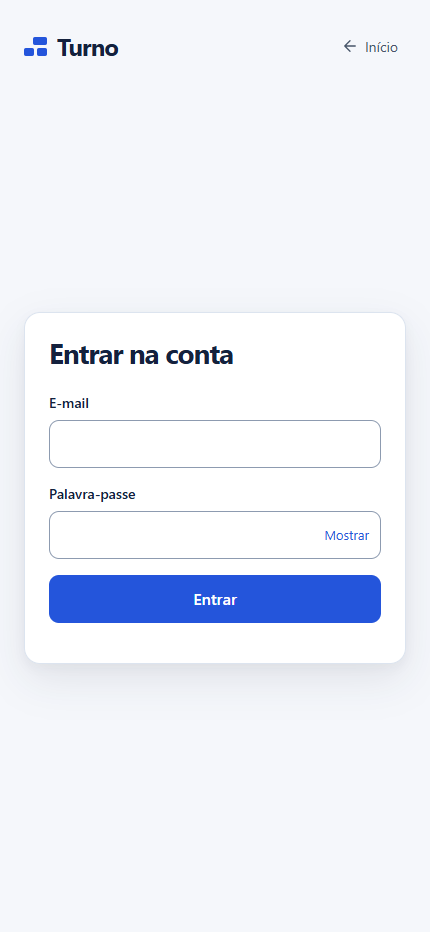 Turno
Início
Entrar na conta
E-mail
Palavra-passe
Mostrar
Entrar